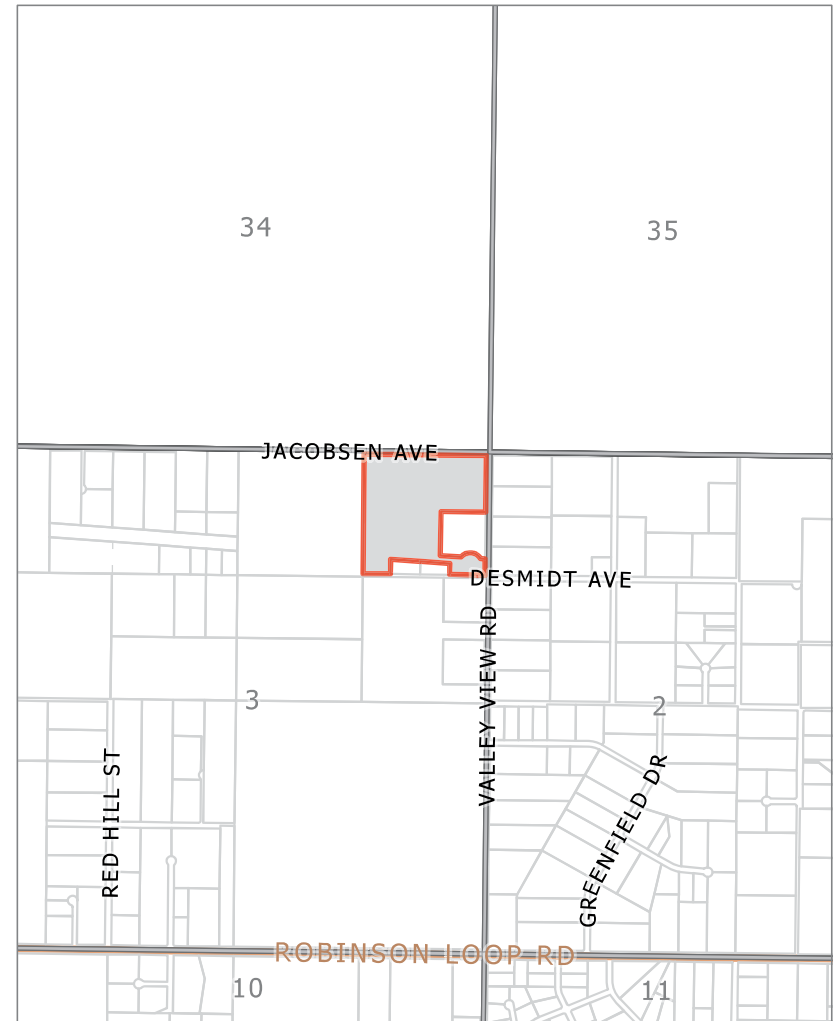 34
35
JACOBSEN AVE
DESMIDT AVE
VALLEY VIEW RD
3
2
RED HILL ST
GREENFIELD DR
ROBINSON LOOP RD
10
11